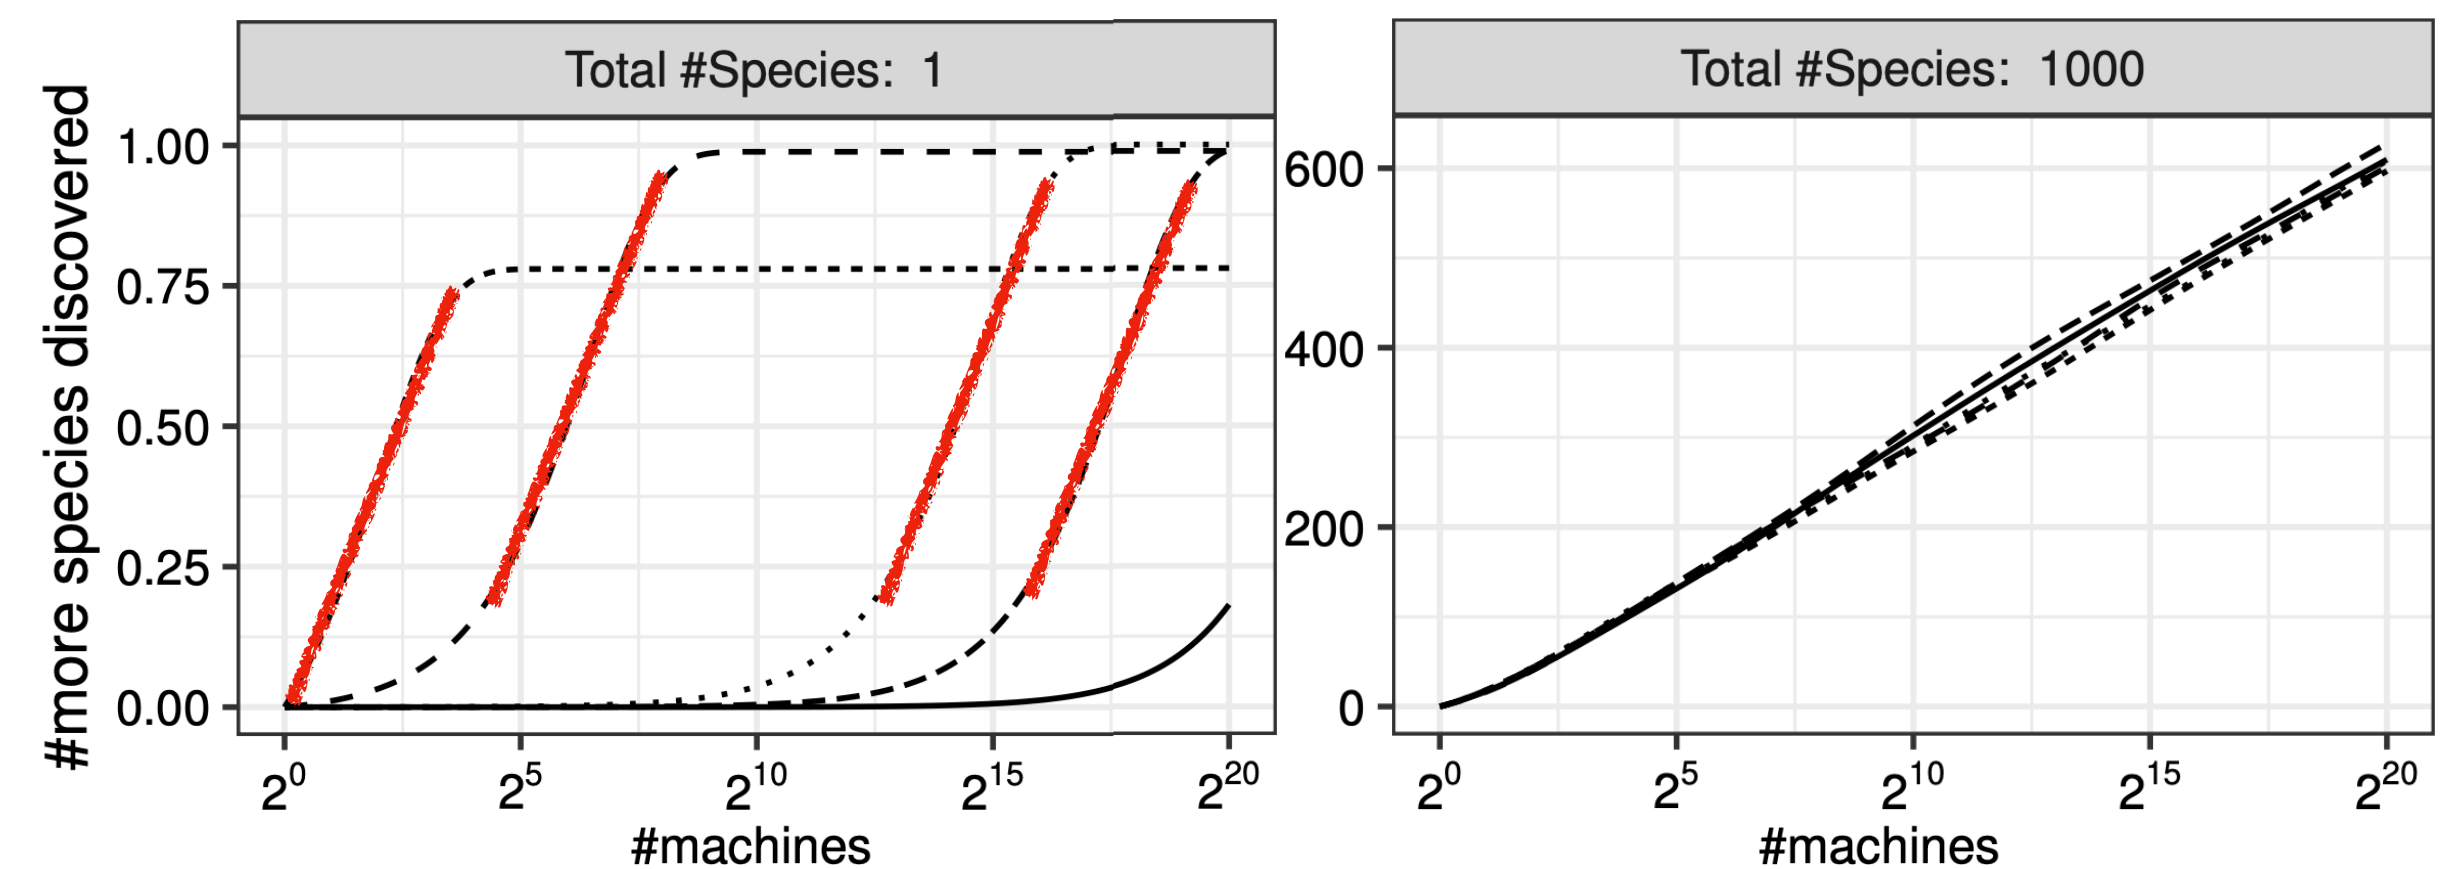 Total #Species: 1
Total #Species: 1000
#more species discovered
1.00
0.75
0.50
0.25
0.00
600
400
200
0
2^0 2^5 2^10 2^15 2^20
2^0 2^5 2^10 2^15 2^20
#machines
#machines